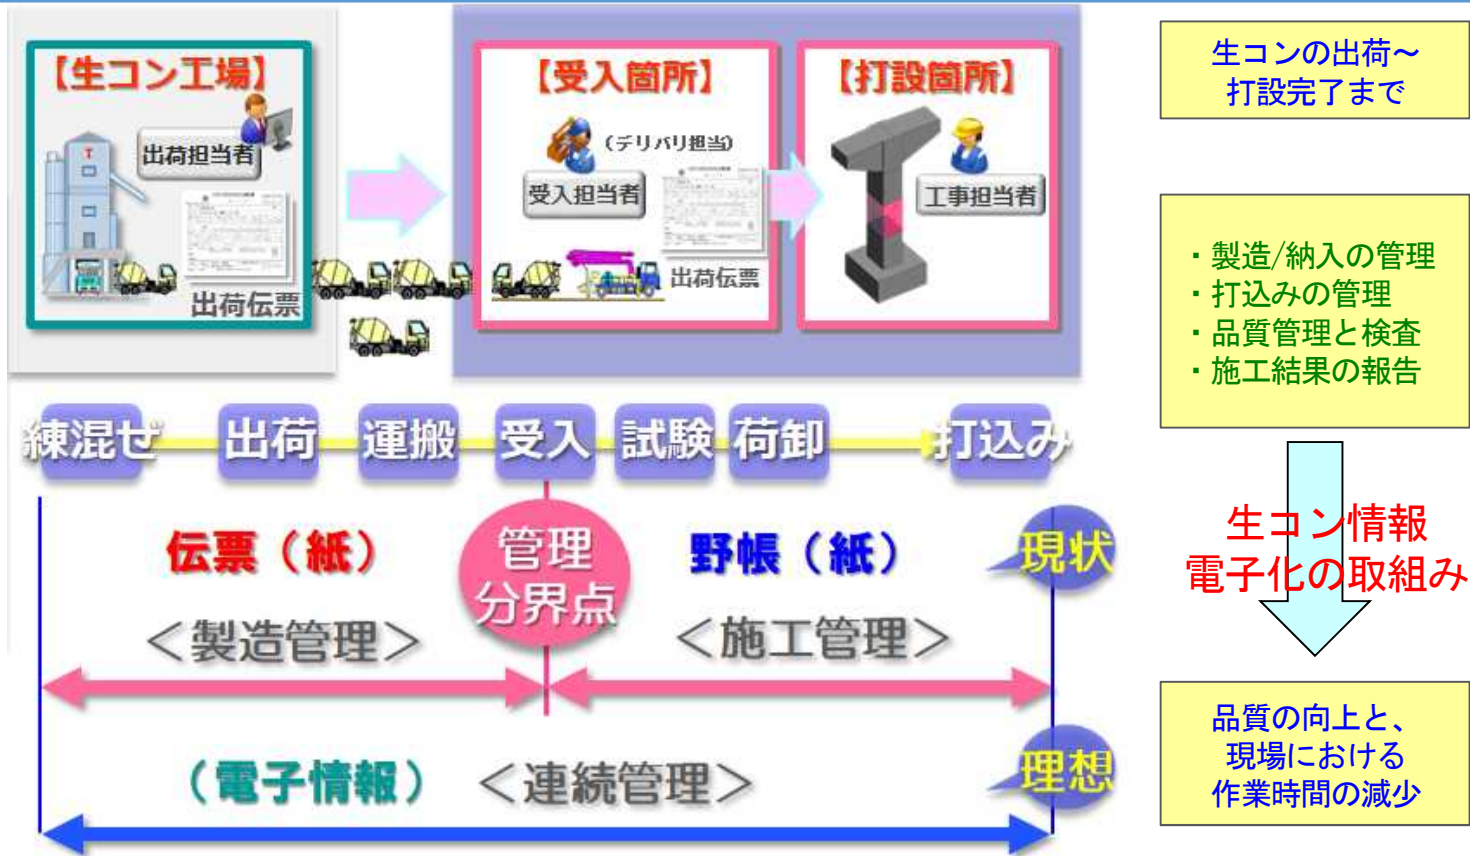 【生コン工場】
出荷担当者
出荷伝票
【受入箇所】
(デリバリ担当)
受入担当者
出荷伝票
【打設箇所】
工事担当者
生コンの出荷～
打設完了まで
・製造/納入の管理
・打込みの管理
・品質管理と検査
・施工結果の報告
練混ぜ
出荷
運搬
受入
試験
荷卸
打込み
伝票（紙）
管理
分界点
野帳（紙）
現状
＜製造管理＞
＜施工管理＞
生コン情報
電子化の取組み
（電子情報）
＜連続管理＞
理想
品質の向上と、
現場における
作業時間の減少